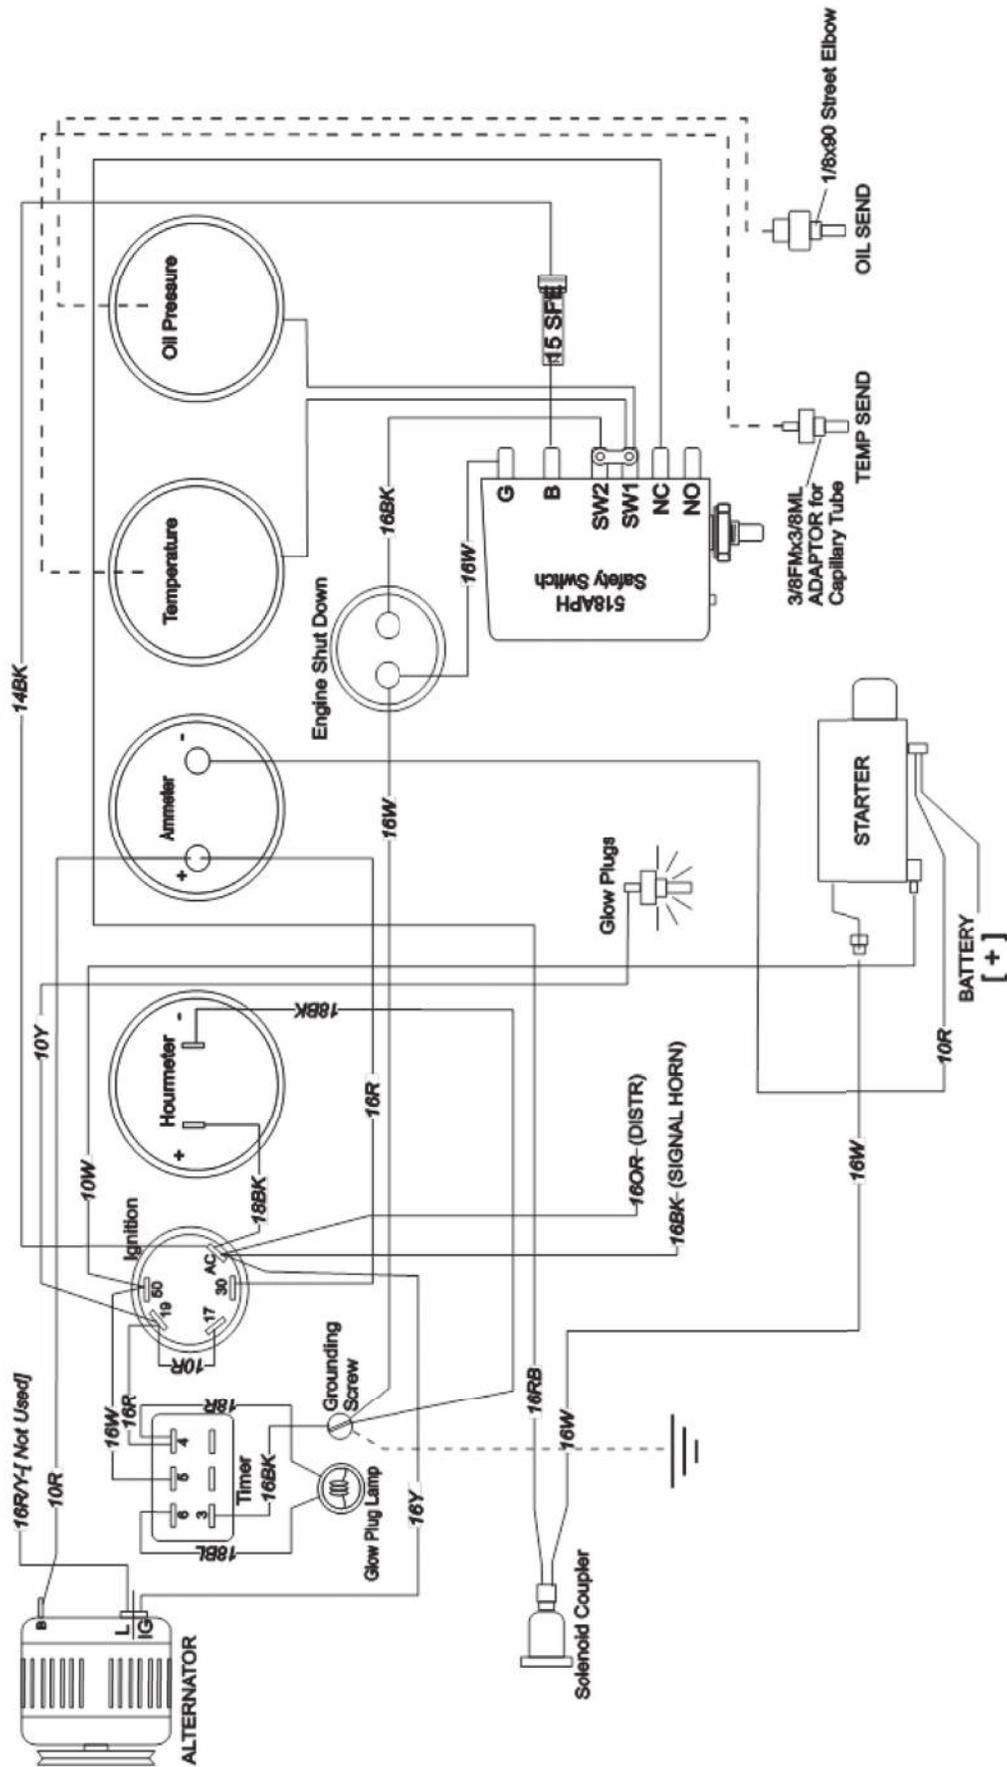 16R/Y-[ Not Used]
10R
ALTERNATOR
B
L
IG
16W
16R
18R
4
5
6
3
Timer
16BK
18BL
Glow Plug Lamp
Grounding
Screw
16Y
10R
Ignition
50
19
17
30
AC
10W
10Y
18BK
Hourmeter
+
-
18BK
16R
Ammeter
+
-
14BK
Temperature
Oil Pressure
Engine Shut Down
16W
16BK
16W
518APH
Safety Switch
G
B
SW2
SW1
NC
NO
15 SFE
Glow Plugs
16OR-(DISTR)
16BK-(SIGNAL HORN)
16RB
16W
Solenoid Coupler
16W
10R
STARTER
BATTERY
[ + ]
3/8FMx3/8ML
ADAPTOR for
Capillary Tube
TEMP SEND
1/8x90 Street Elbow
OIL SEND